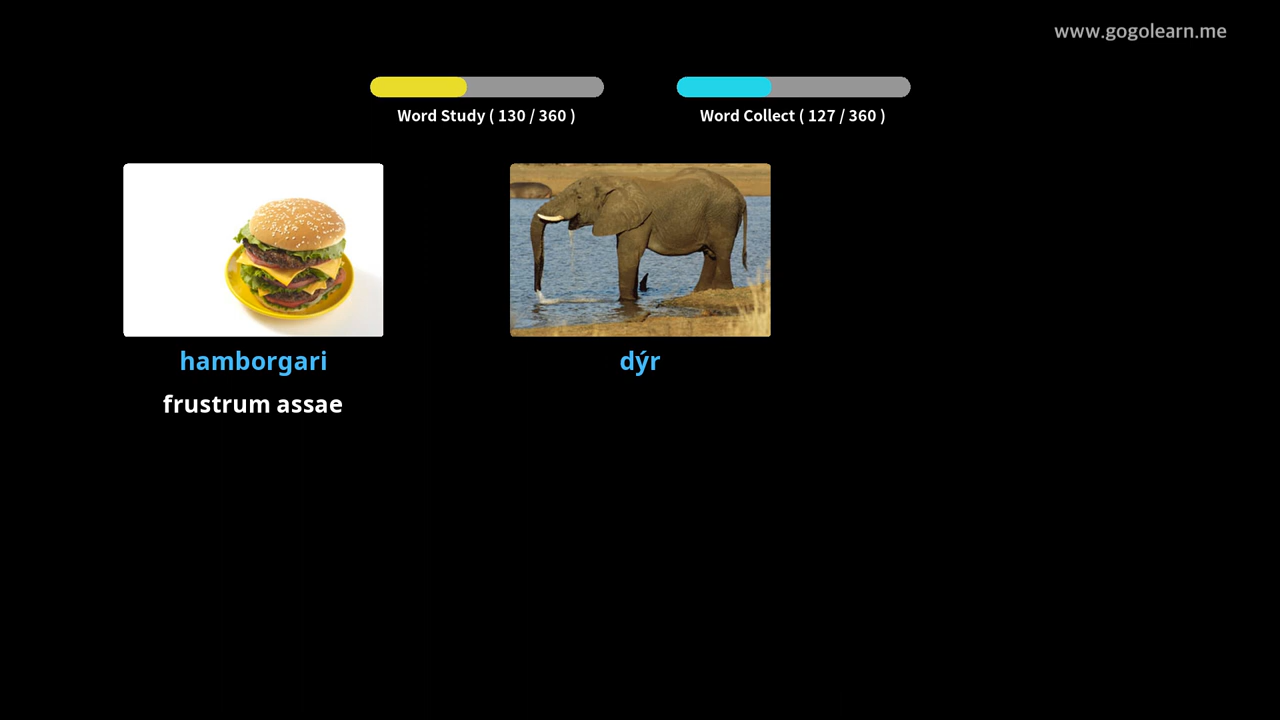 www.gogolearn.me
Word Study ( 130 / 360 )
Word Collect ( 127 / 360 )
hamborgari
dýr
frustrum assae